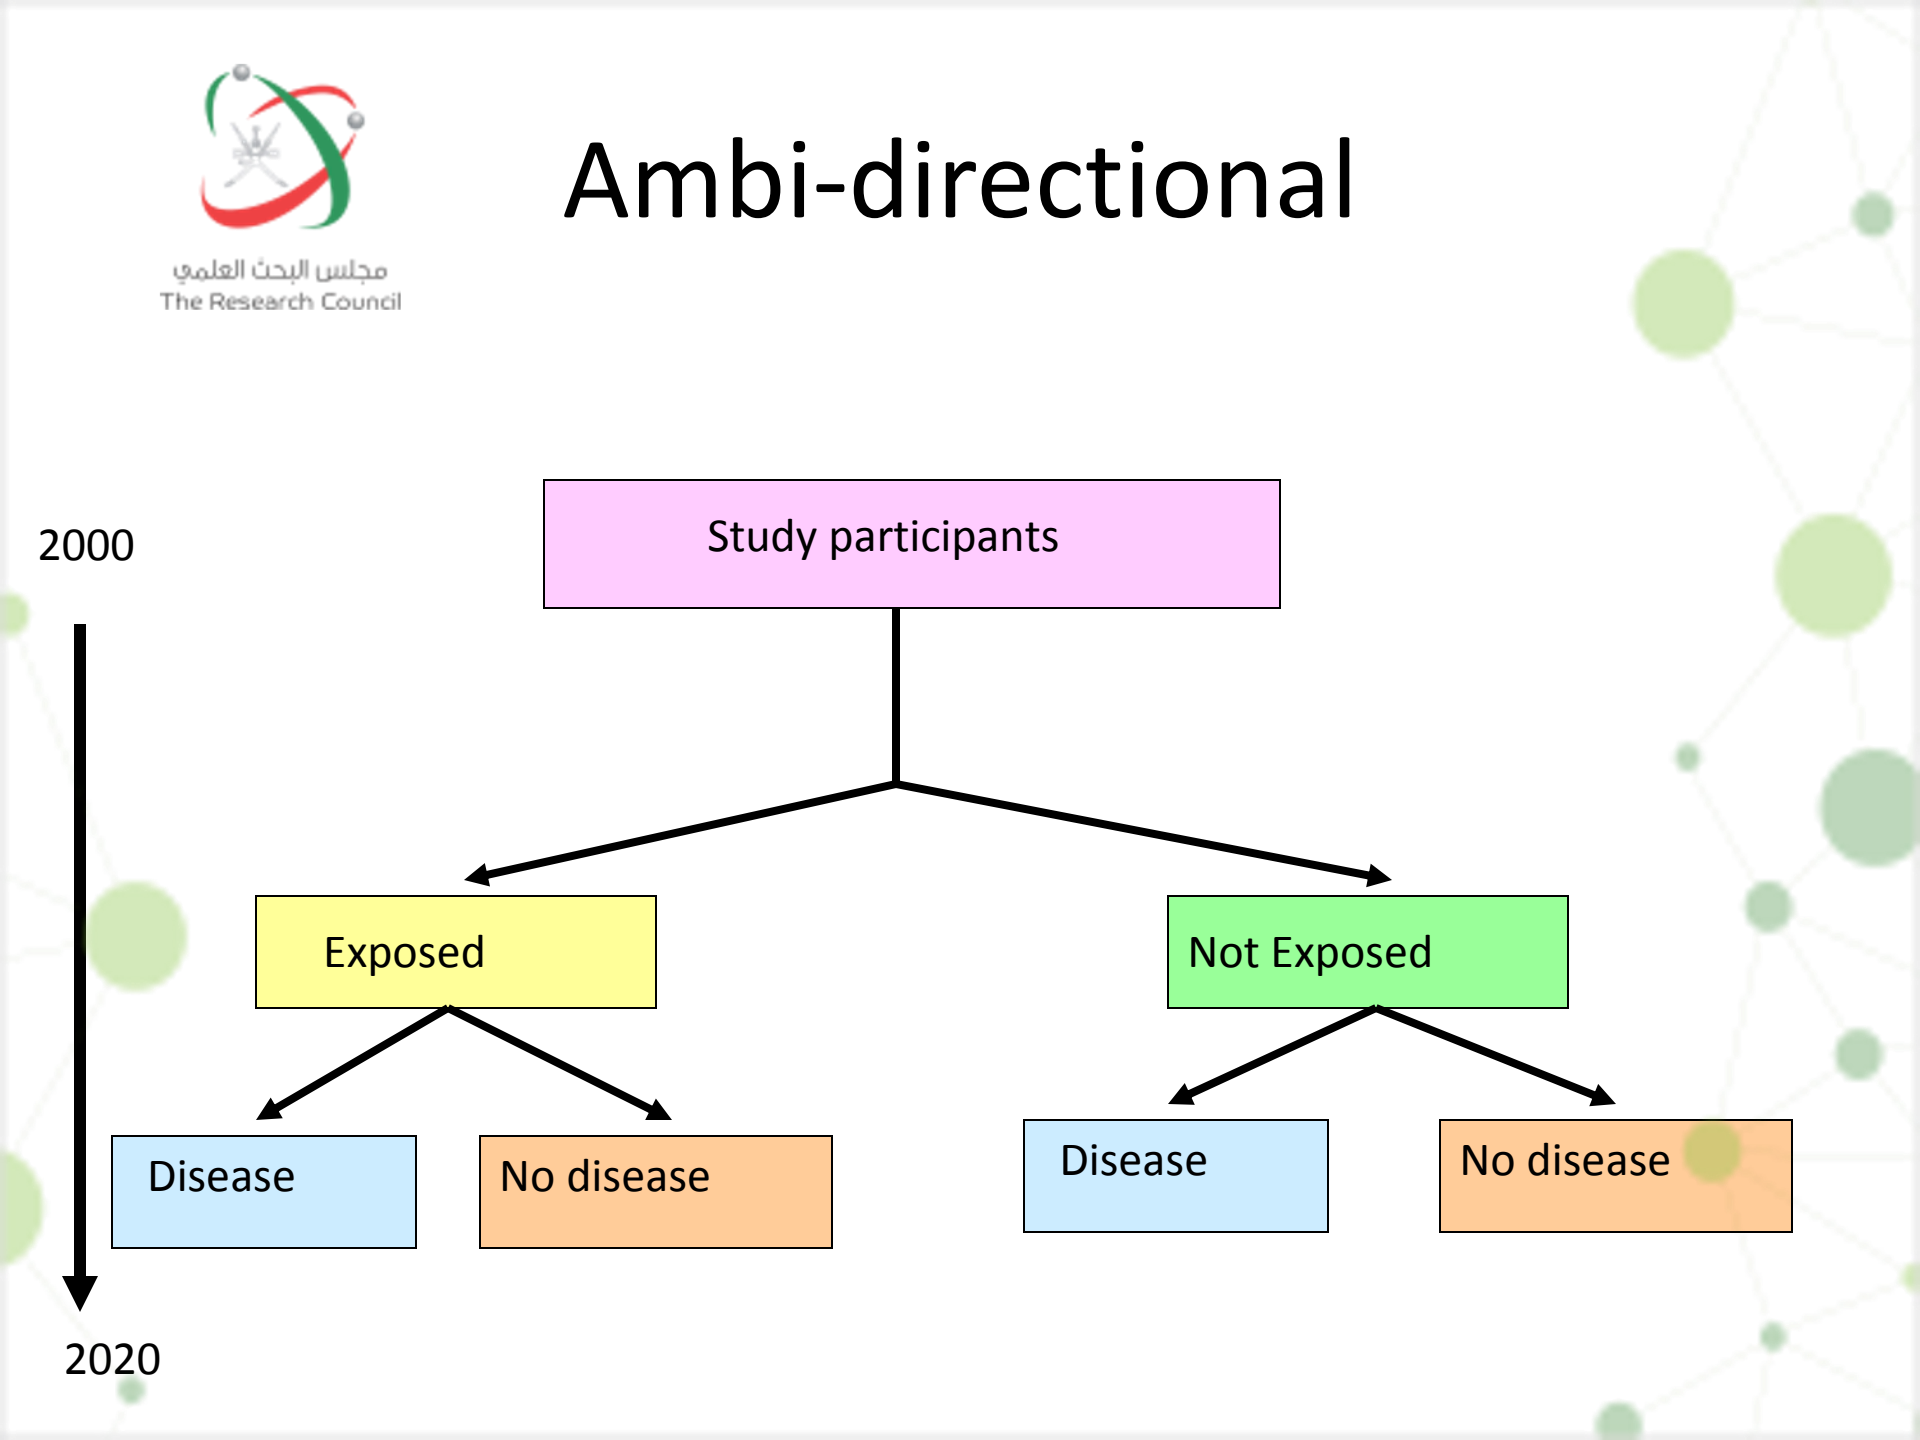 مجلس البحث العلمي
The Research Council
Ambi-directional
2000
Study participants
Exposed
Not Exposed
Disease
No disease
Disease
No disease
2020